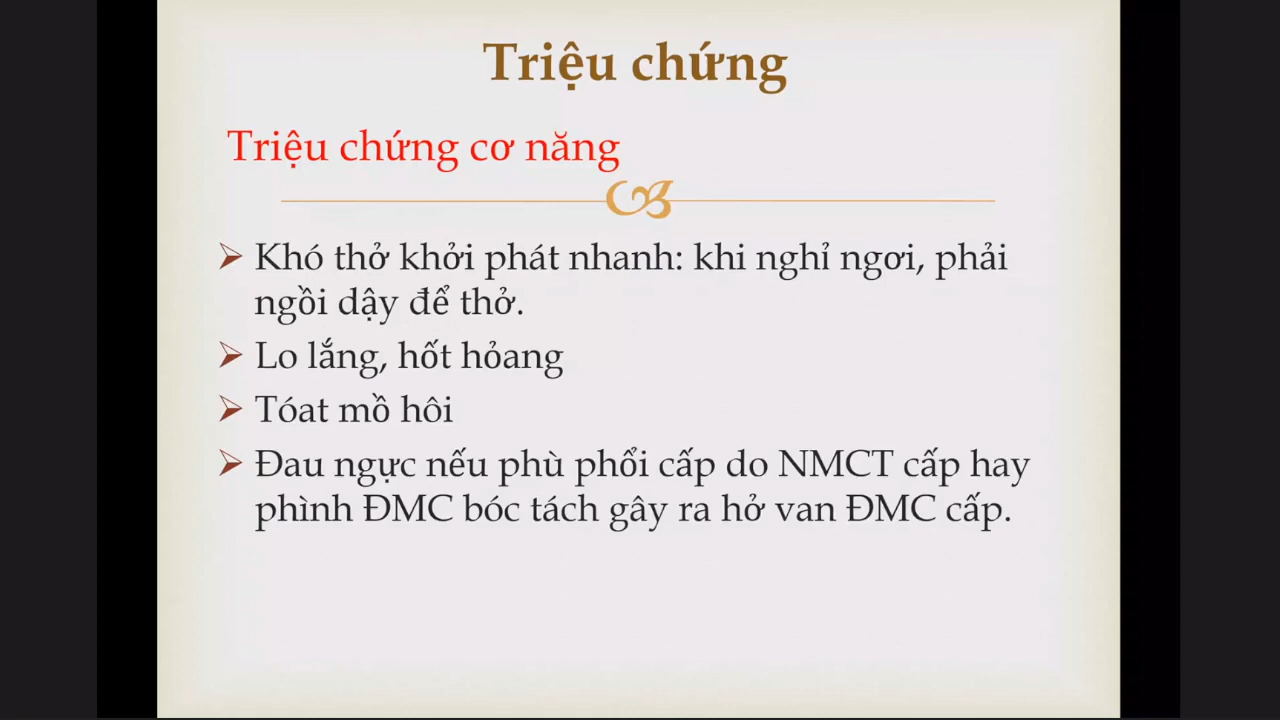 Triệu chứng
Triệu chứng cơ năng
Khó thở khởi phát nhanh: khi nghỉ ngơi, phải
ngồi dậy để thở.
Lo lắng, hốt hỏang
Tóat mồ hôi
Đau ngực nếu phù phổi cấp do NMCT cấp hay
phình ĐMC bóc tách gây ra hở van ĐMC cấp.